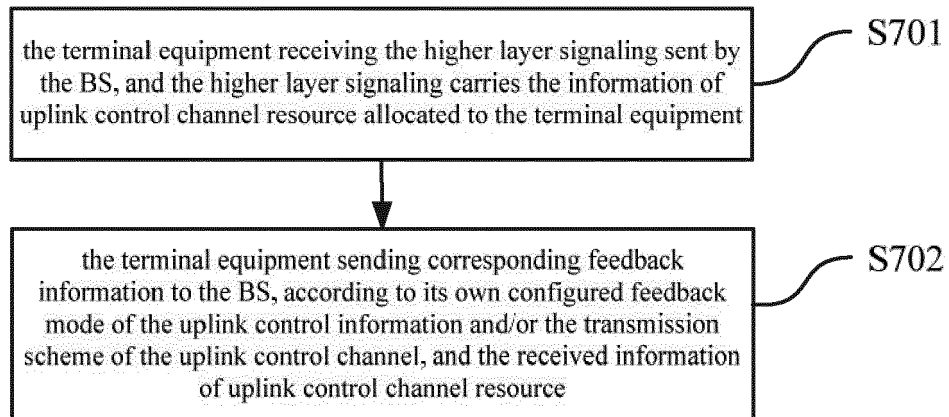 the terminal equipment receiving the higher layer signaling sent by
the BS, and the higher layer signaling carries the information of
uplink control channel resource allocated to the terminal equipment
S701
the terminal equipment sending corresponding feedback
information to the BS, according to its own configured feedback
mode of the uplink control information and/or the transmission
scheme of the uplink control channel, and the received information
of uplink control channel resource
S702